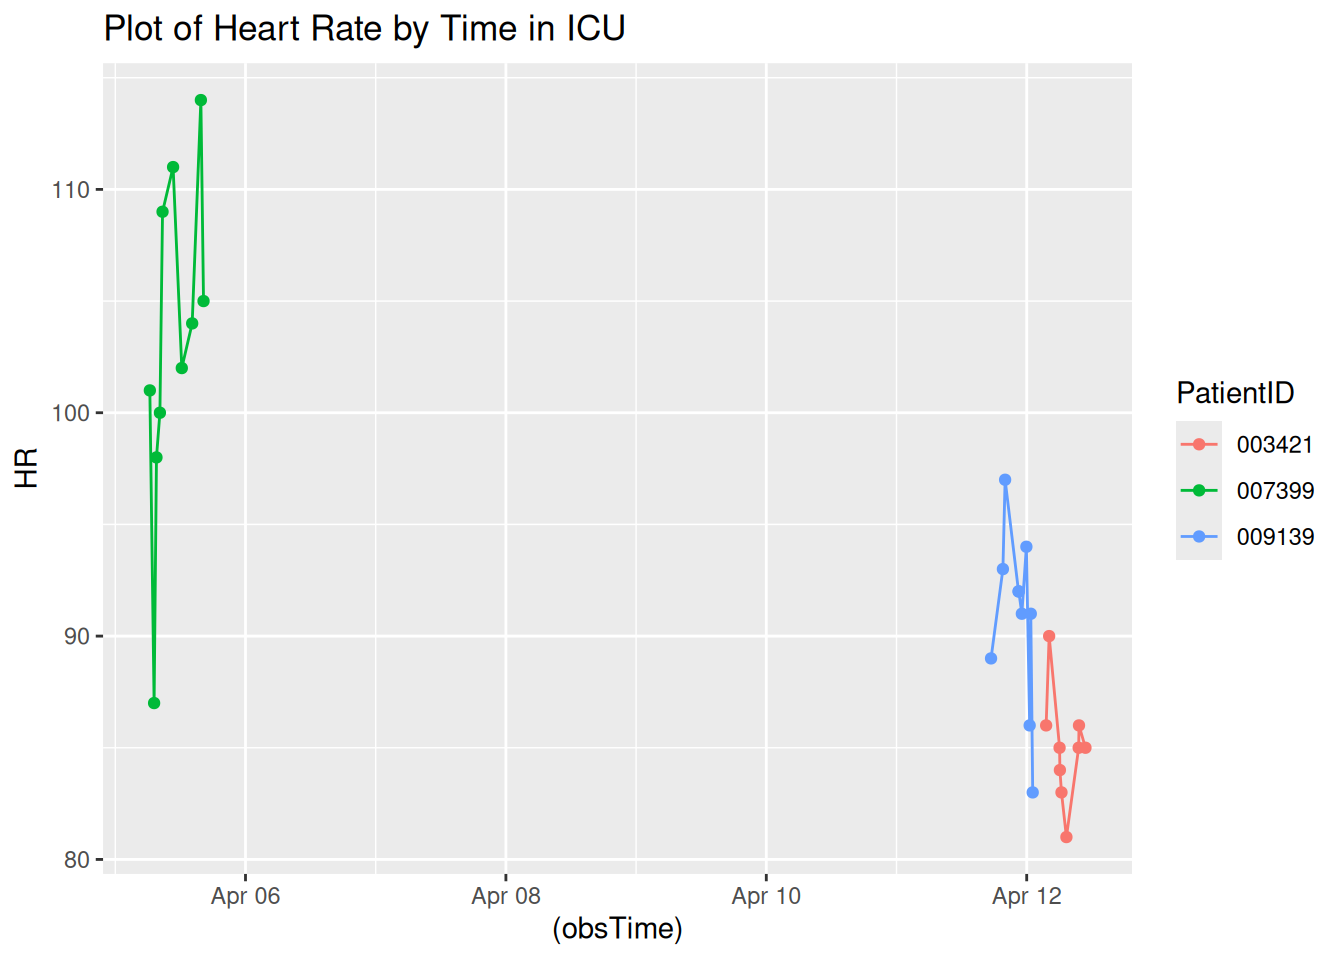 Plot of Heart Rate by Time in ICU
HR
110
100
90
80
Apr 06
Apr 08
Apr 10
Apr 12
(obsTime)
PatientID
003421
007399
009139